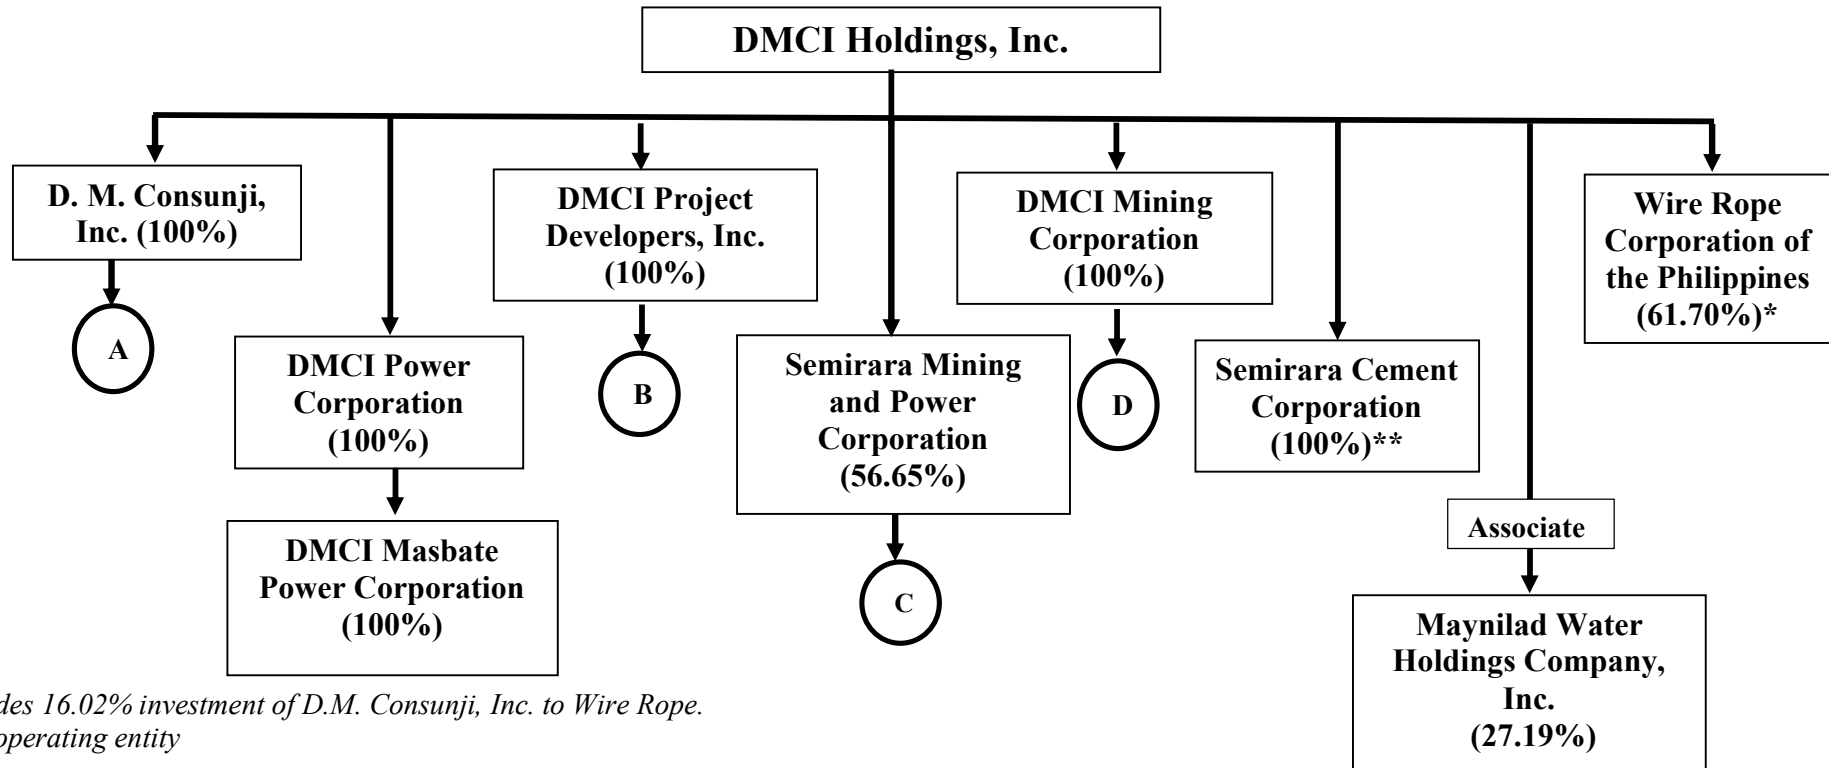 DMCI Holdings, Inc.
D. M. Consunji,
Inc. (100%)
A
DMCI Power
Corporation
(100%)
DMCI Masbate
Power Corporation
(100%)
DMCI Project
Developers, Inc.
(100%)
B
Semirara Mining
and Power
Corporation
(56.65%)
C
DMCI Mining
Corporation
(100%)
D
Semirara Cement
Corporation
(100%)**
Associate
Maynilad Water
Holdings Company,
Inc.
(27.19%)
Wire Rope
Corporation of
the Philippines
(61.70%)*
16.02% investment of D.M. Consunji, Inc. to Wire Rope.
operating entity